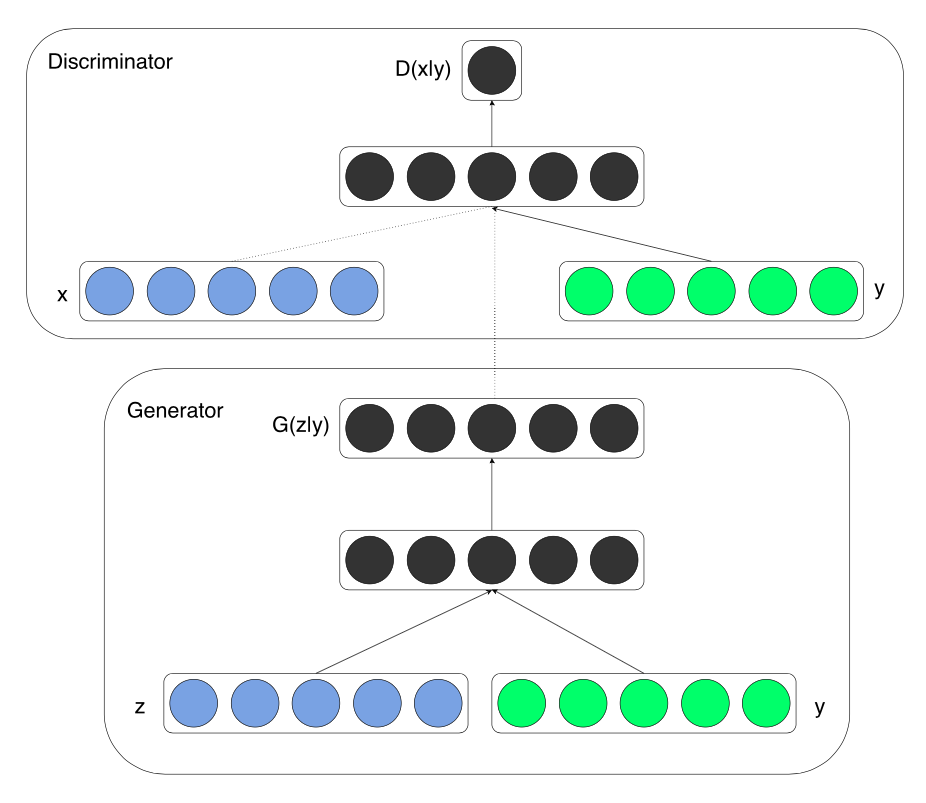 Discriminator
D(x|y)
x
y
Generator
G(z|y)
z
y